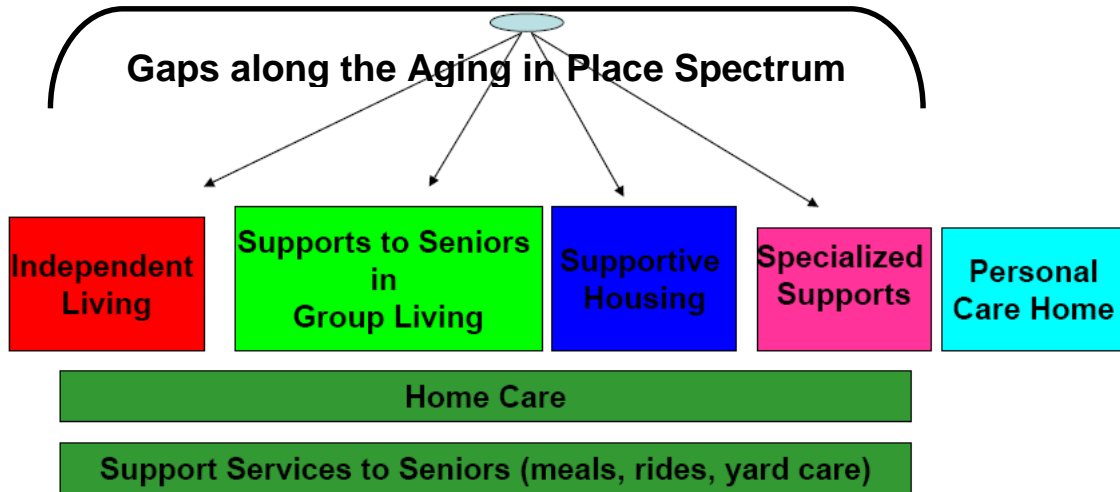 Gaps along the Aging in Place Spectrum
Independent
Living
Supports to Seniors
in
Group Living
Supportive
Housing
Specialized
Supports
Personal
Care Home
Home Care
Support Services to Seniors (meals, rides, yard care)